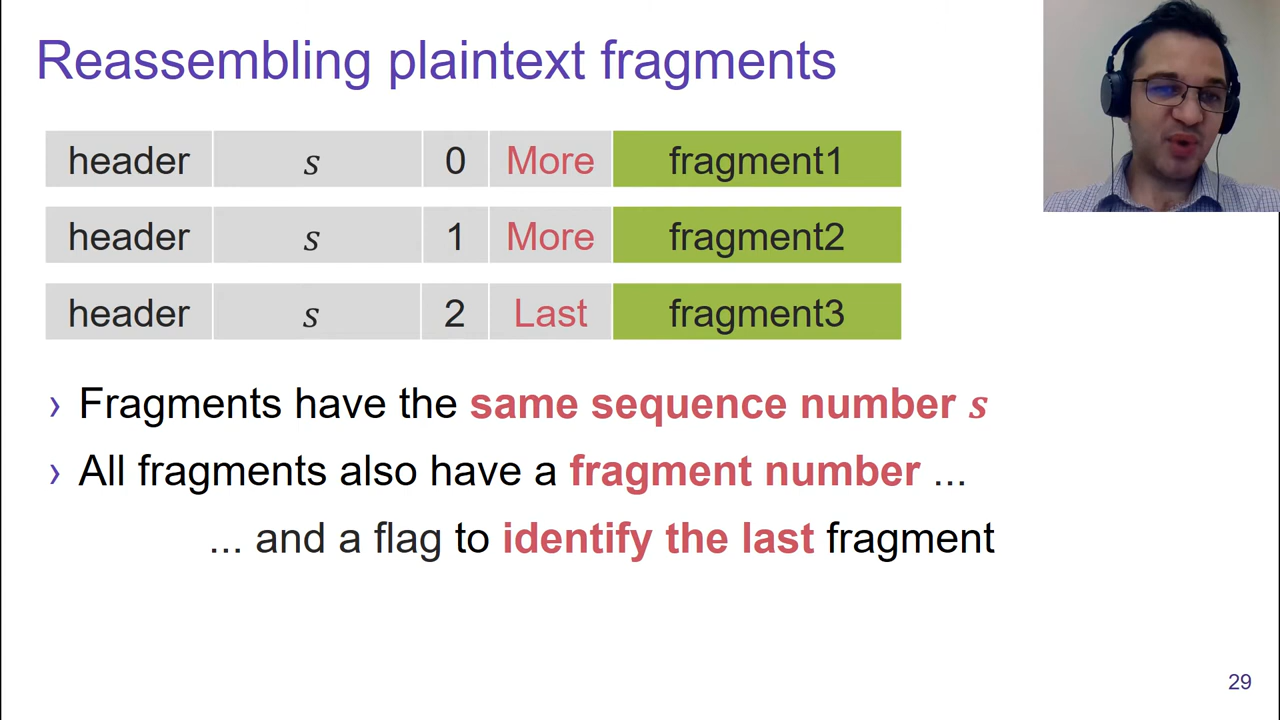 Reassembling plaintext fragments
header s 0 More fragment1
header s 1 More fragment2
header s 2 Last fragment3
› Fragments have the same sequence number s
› All fragments also have a fragment number ...
... and a flag to identify the last fragment
29